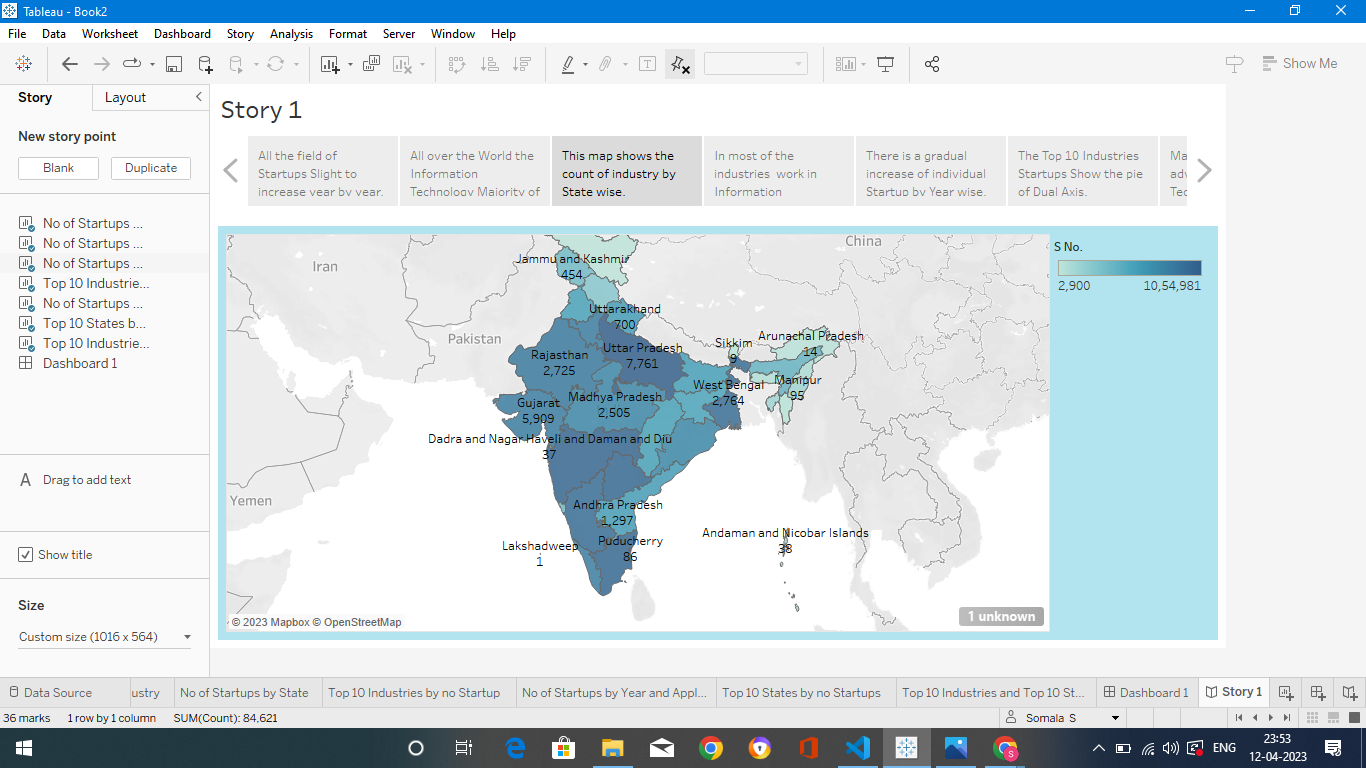 Tableau - Book2
File Data Worksheet Dashboard Story Analysis Format Server Window Help
Show Me
Story Layout
New story point
Blank Duplicate
No of Startups ...
No of Startups ...
No of Startups ...
Top 10 Industrie...
No of Startups ...
Top 10 States b...
Top 10 Industrie...
Dashboard 1
A Drag to add text
Show title
Size
Custom size (1016 x 564)
Story 1
All the field of
Startups Slight to
increase year by year.
All over the World the
Information
Technology Majority of
This map shows the
count of industry by
State wise.
In most of the
industries work in
Information
There is a gradual
increase of individual
Startup by Year wise.
The Top 10 Industries
Startups Show the pie
of Dual Axis.
Ma
adv
Tec
China
Iran
Pakistan
Yemen
Jammu and Kashmir
454
Uttarakhand
700
Arunachal Pradesh
14
Sikkim
9
Uttar Pradesh
7,761
Rajasthan
2,725
Manipur
95
West Bengal
2,764
Madhya Pradesh
2,505
Gujarat
5,909
Dadra and Nagar Haveli and Daman and Diu
37
Andhra Pradesh
1,297
Andaman and Nicobar Islands
38
Puducherry
86
Lakshadweep
1
© 2023 Mapbox © OpenStreetMap
1 unknown
S No.
2,900 10,54,981
Data Source
ustry
No of Startups by State
Top 10 Industries by no Startup
No of Startups by Year and Appl...
Top 10 States by no Startups
Top 10 Industries and Top 10 St...
Dashboard 1
Story 1
36 marks 1 row by 1 column SUM(Count): 84,621
Somala S
ENG
23:53
12-04-2023